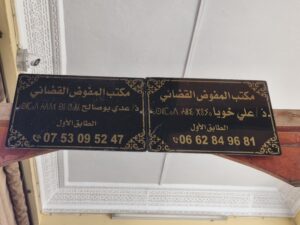 مكتب المفوض القضائي
ذ/ علي خويا
الطابق الأول
06 62 84 96 81
مكتب المفوض القضائي
ذ/ عدي بوصالح
الطابق الأول
07 53 09 52 47